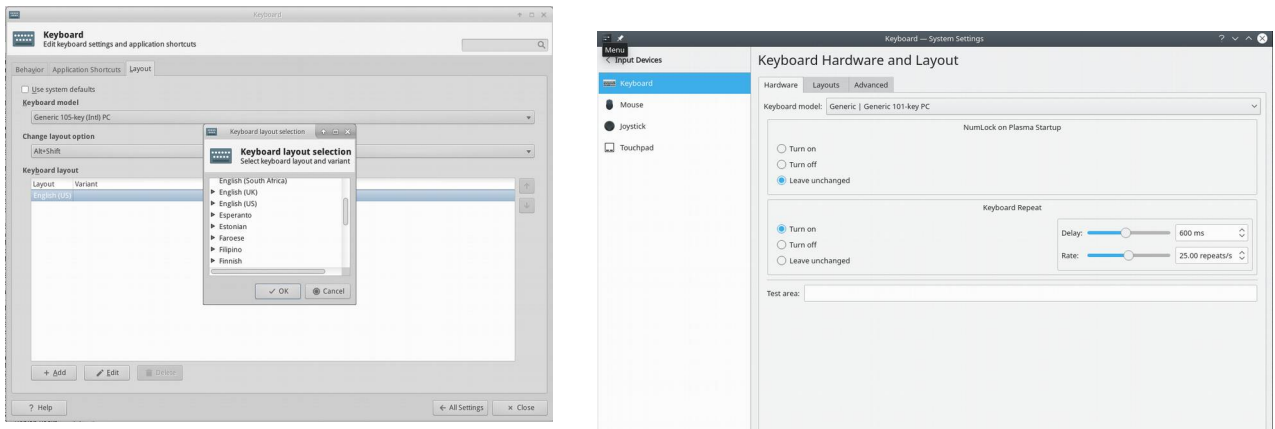 Keyboard
Keyboard
Edit keyboard settings and application shortcuts
Behavior Application Shortcuts Layout
Use system defaults
Keyboard model
Generic 105-key (Intl) PC
Change layout option
Alt+Shift
Keyboard layout
Layout Variant
English (US)
Keyboard layout selection
Keyboard layout selection
Select keyboard layout and variant
English (South Africa)
English (UK)
English (US)
Esperanto
Estonian
Faroese
Filipino
Finnish
OK Cancel
+ Add Edit Delete
? Help All Settings Close
Keyboard — System Settings
Menu
Input Devices
Keyboard
Mouse
Joystick
Touchpad
Keyboard Hardware and Layout
Hardware Layouts Advanced
Keyboard model: Generic | Generic 101-key PC
NumLock on Plasma Startup
Turn on
Turn off
Leave unchanged
Keyboard Repeat
Turn on
Turn off
Leave unchanged
Delay: 600 ms
Rate: 25.00 repeats/s
Test area: